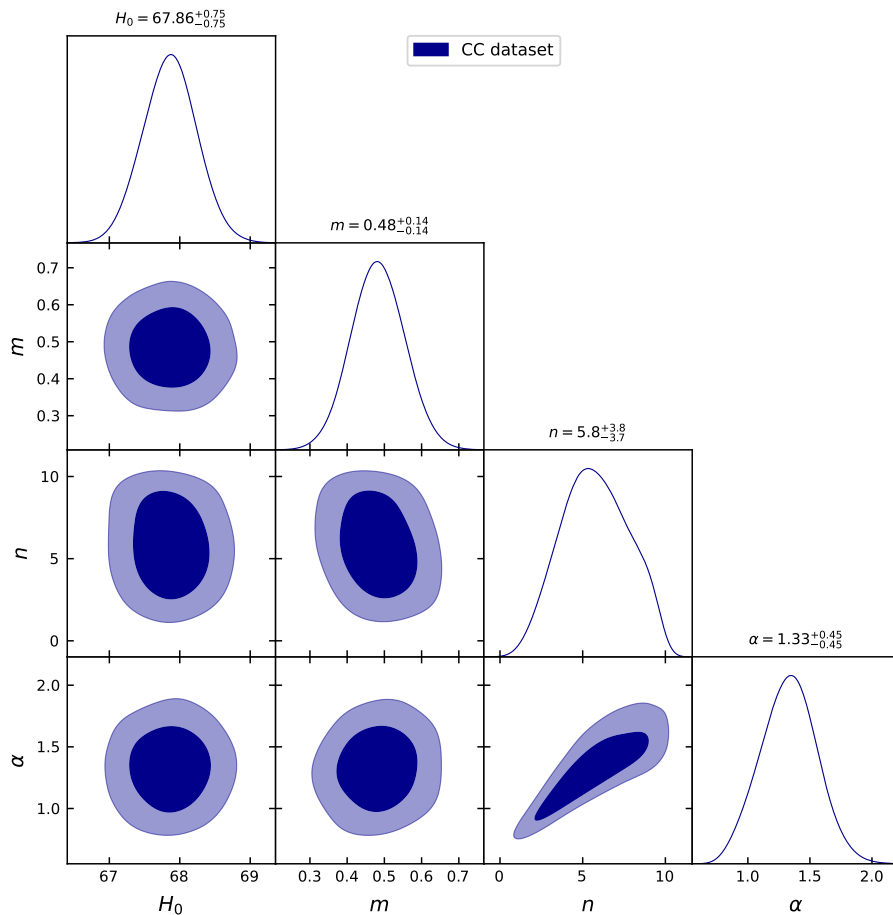 H₀ = 67.86⁺⁰·⁷⁵₋₀.₇₅
CC dataset
m = 0.48⁺⁰·¹⁴₋₀.₁₄
0.7
0.6
m
0.5
0.4
0.3
n = 5.8⁺³·⁸₋₃.₇
10
n
5
0
α = 1.33⁺⁰·⁴⁵₋₀.₄₅
2.0
α
1.5
1.0
67 68 69 0.3 0.4 0.5 0.6 0.7 0 5 10 1.0 1.5 2.0
H₀ m n α